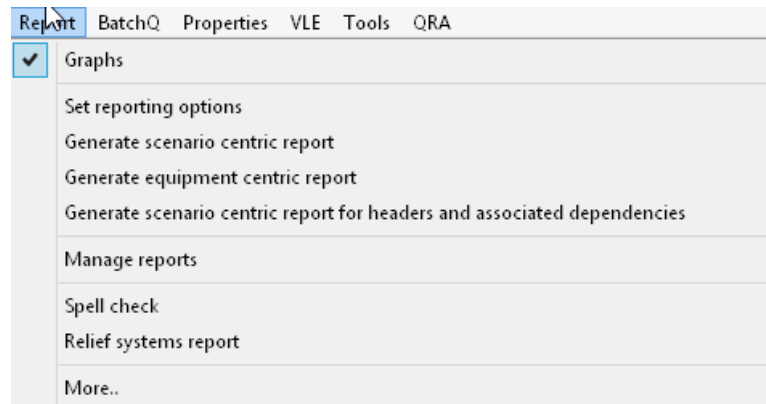 Report BatchQ Properties VLE Tools QRA
Graphs
Set reporting options
Generate scenario centric report
Generate equipment centric report
Generate scenario centric report for headers and associated dependencies
Manage reports
Spell check
Relief systems report
More..